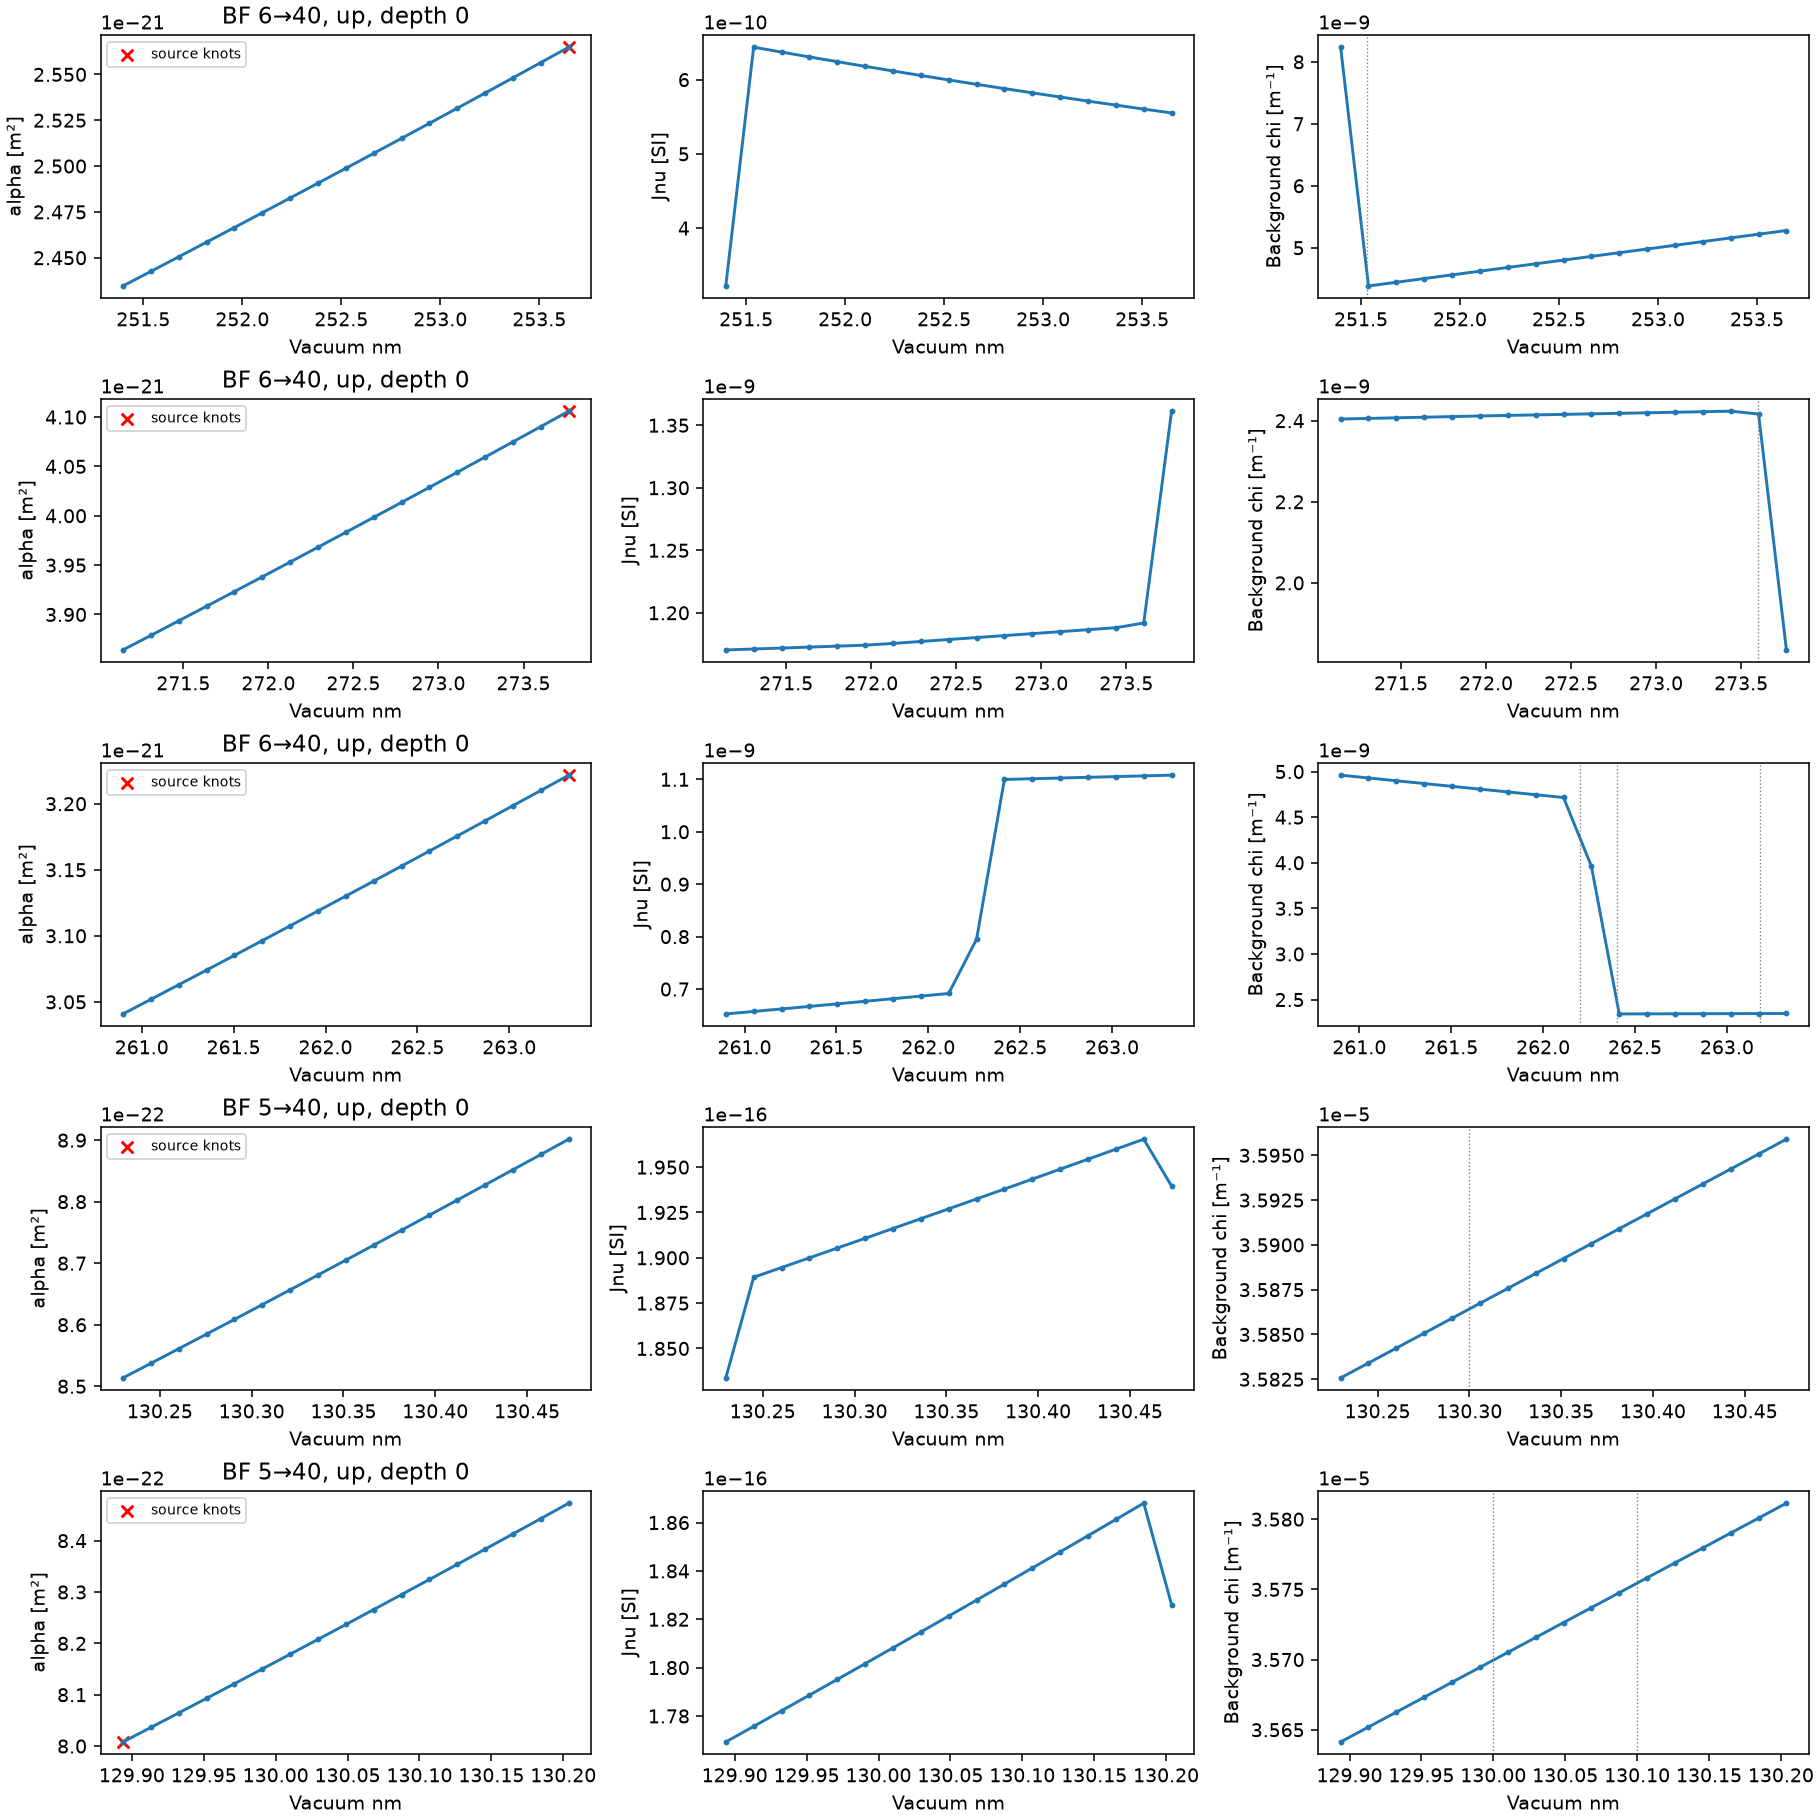 BF 6→40, up, depth 0
1e−21
source knots
alpha [m²]
2.550
2.525
2.500
2.475
2.450
251.5 252.0 252.5 253.0 253.5
Vacuum nm
1e−10
Jnu [SI]
6
5
4
251.5 252.0 252.5 253.0 253.5
Vacuum nm
1e−9
Background chi [m⁻¹]
8
7
6
5
251.5 252.0 252.5 253.0 253.5
Vacuum nm
BF 6→40, up, depth 0
1e−21
source knots
alpha [m²]
4.10
4.05
4.00
3.95
3.90
271.5 272.0 272.5 273.0 273.5
Vacuum nm
1e−9
Jnu [SI]
1.35
1.30
1.25
1.20
271.5 272.0 272.5 273.0 273.5
Vacuum nm
1e−9
Background chi [m⁻¹]
2.4
2.2
2.0
271.5 272.0 272.5 273.0 273.5
Vacuum nm
BF 6→40, up, depth 0
1e−21
source knots
alpha [m²]
3.20
3.15
3.10
3.05
261.0 261.5 262.0 262.5 263.0
Vacuum nm
1e−9
Jnu [SI]
1.1
1.0
0.9
0.8
0.7
261.0 261.5 262.0 262.5 263.0
Vacuum nm
1e−9
Background chi [m⁻¹]
5.0
4.5
4.0
3.5
3.0
2.5
261.0 261.5 262.0 262.5 263.0
Vacuum nm
BF 5→40, up, depth 0
1e−22
source knots
alpha [m²]
8.9
8.8
8.7
8.6
8.5
130.25 130.30 130.35 130.40 130.45
Vacuum nm
1e−16
Jnu [SI]
1.950
1.925
1.900
1.875
1.850
130.25 130.30 130.35 130.40 130.45
Vacuum nm
1e−5
Background chi [m⁻¹]
3.5950
3.5925
3.5900
3.5875
3.5850
3.5825
130.25 130.30 130.35 130.40 130.45
Vacuum nm
BF 5→40, up, depth 0
1e−22
source knots
alpha [m²]
8.4
8.3
8.2
8.1
8.0
129.90 129.95 130.00 130.05 130.10 130.15 130.20
Vacuum nm
1e−16
Jnu [SI]
1.86
1.84
1.82
1.80
1.78
129.90 129.95 130.00 130.05 130.10 130.15 130.20
Vacuum nm
1e−5
Background chi [m⁻¹]
3.580
3.575
3.570
3.565
129.90 129.95 130.00 130.05 130.10 130.15 130.20
Vacuum nm